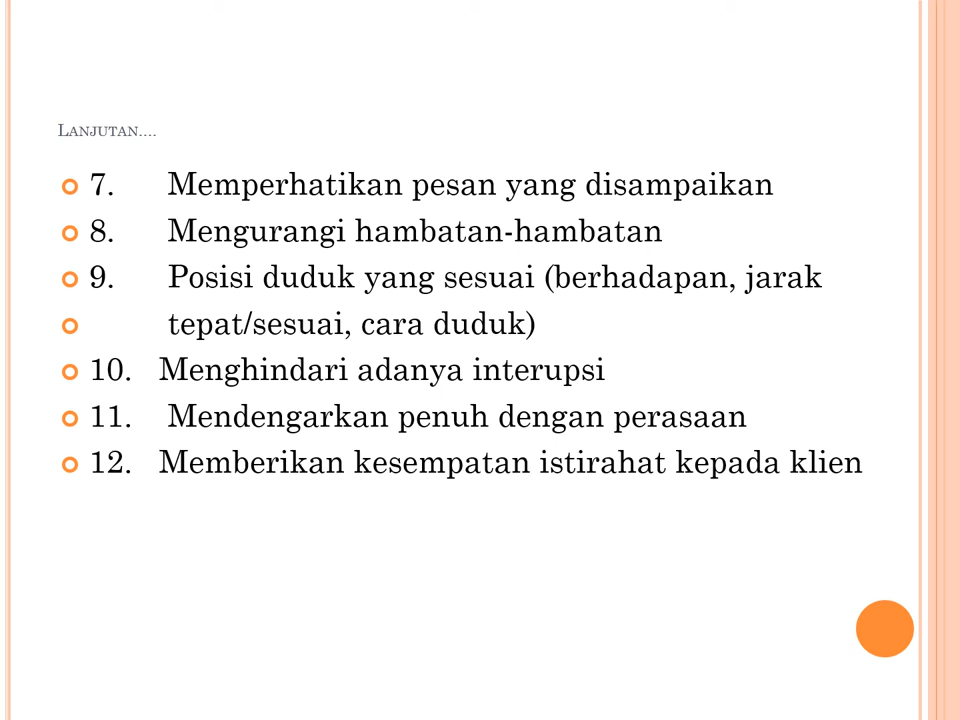 LANJUTAN....
7. Memperhatikan pesan yang disampaikan
8. Mengurangi hambatan-hambatan
9. Posisi duduk yang sesuai (berhadapan, jarak
tepat/sesuai, cara duduk)
10. Menghindari adanya interupsi
11. Mendengarkan penuh dengan perasaan
12. Memberikan kesempatan istirahat kepada klien